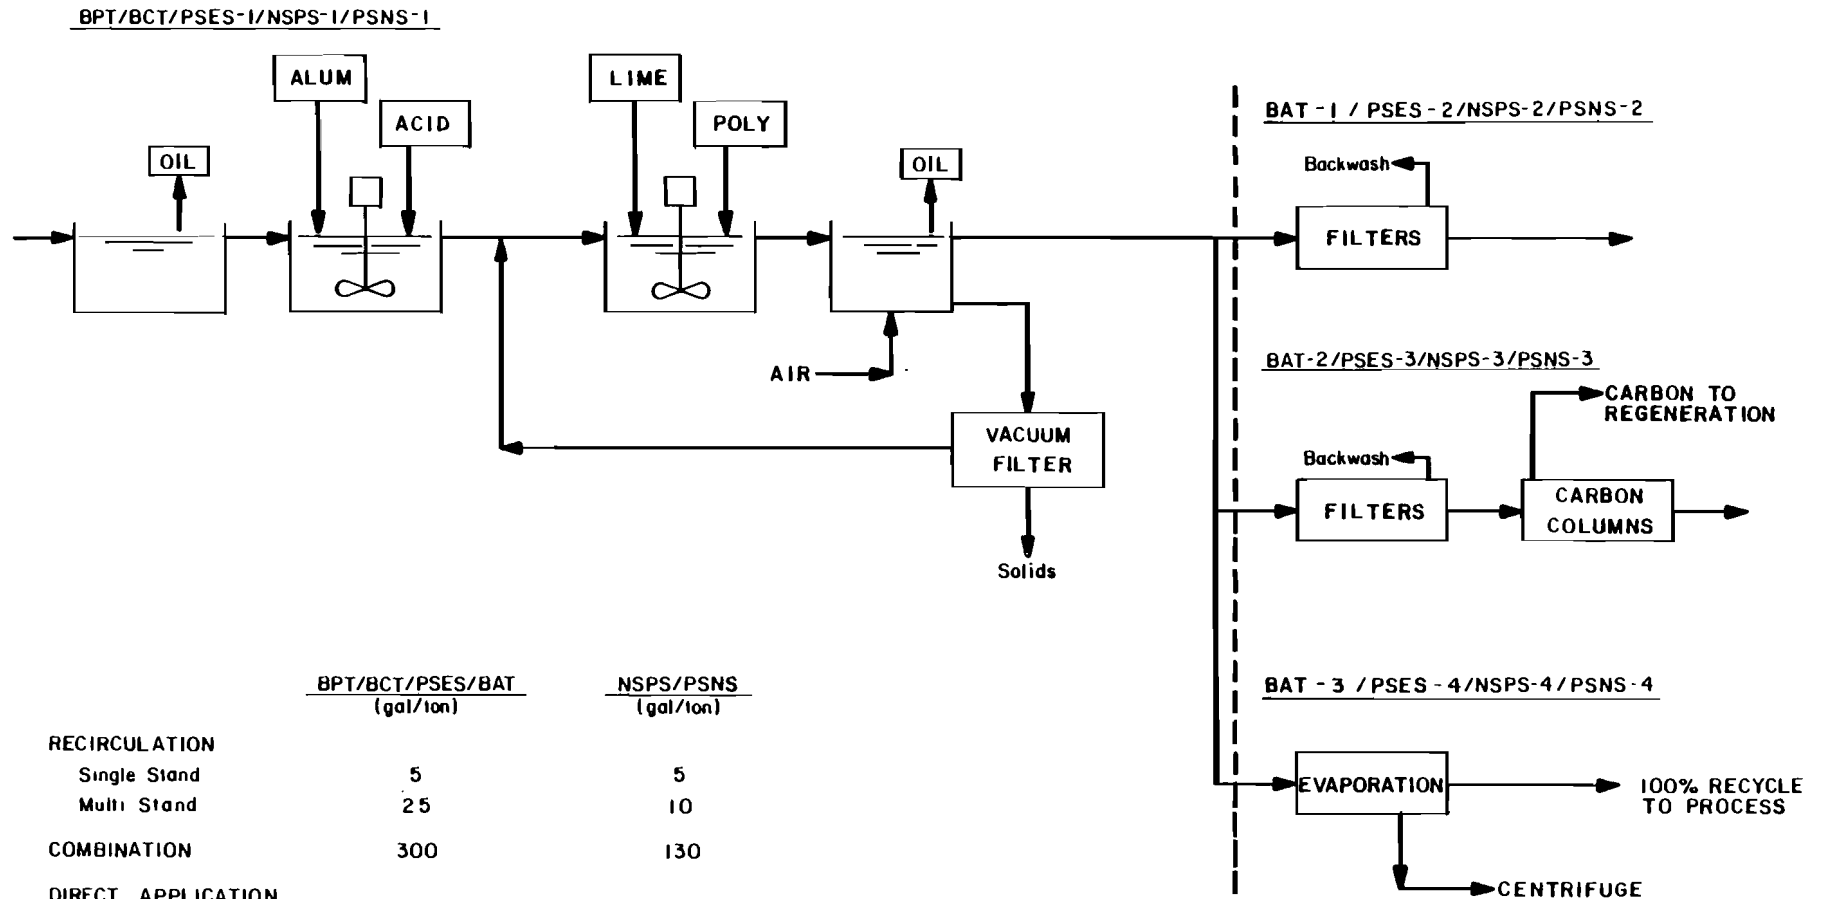 BPT/BCT/PSES-1/NSPS-1/PSNS-1
ALUM
ACID
OIL
LIME
POLY
OIL
AIR
VACUUM
FILTER
Solids
BAT-1 / PSES-2/NSPS-2/PSNS-2
Backwash
FILTERS
BAT-2/PSES-3/NSPS-3/PSNS-3
CARBON TO
REGENERATION
Backwash
FILTERS
CARBON
COLUMNS
BAT-3 / PSES-4/NSPS-4/PSNS-4
EVAPORATION
100% RECYCLE
TO PROCESS
CENTRIFUGE
BPT/BCT/PSES/BAT NSPS/PSNS
(gal/ton) (gal/ton)
RECIRCULATION
Single Stand 5 5
Multi Stand 25 10
COMBINATION 300 130
DIRECT APPLICATION